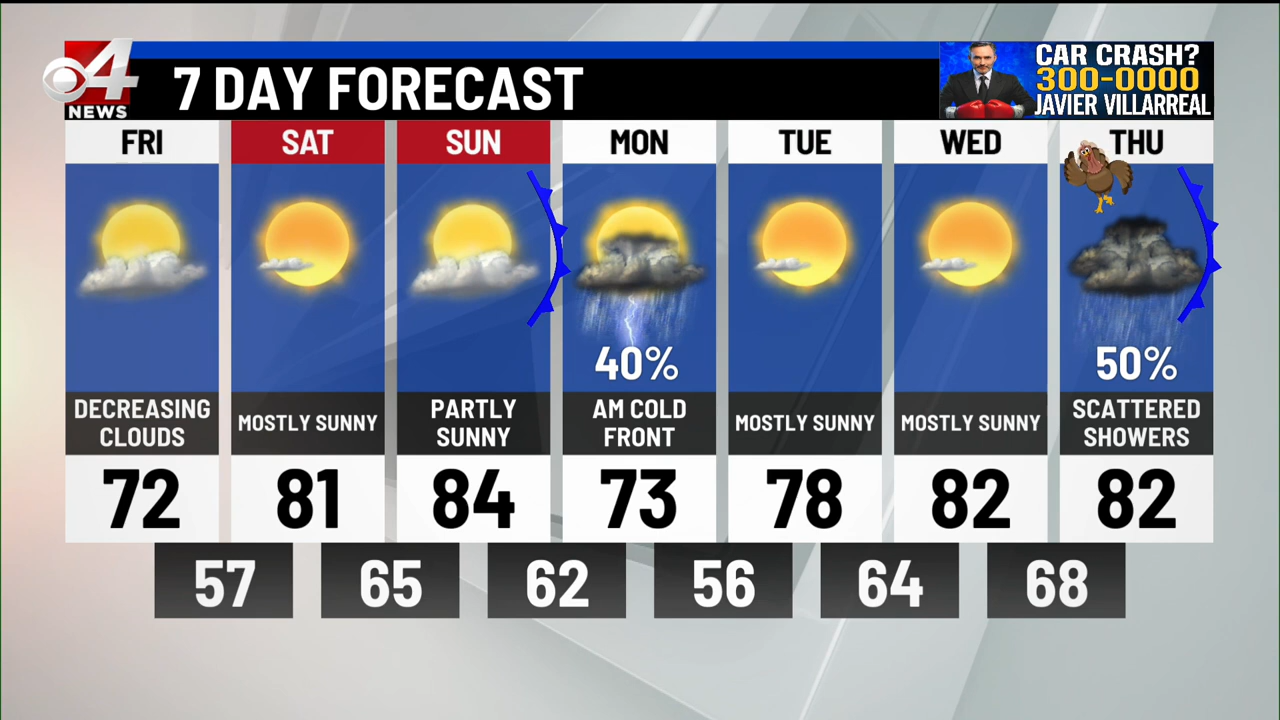 4
NEWS
7 DAY FORECAST
CAR CRASH?
300-0000
JAVIER VILLARREAL
FRI
SAT
SUN
MON
TUE
WED
THU
40%
50%
DECREASING
CLOUDS
MOSTLY SUNNY
PARTLY
SUNNY
AM COLD
FRONT
MOSTLY SUNNY
MOSTLY SUNNY
SCATTERED
SHOWERS
72
81
84
73
78
82
82
57
65
62
56
64
68